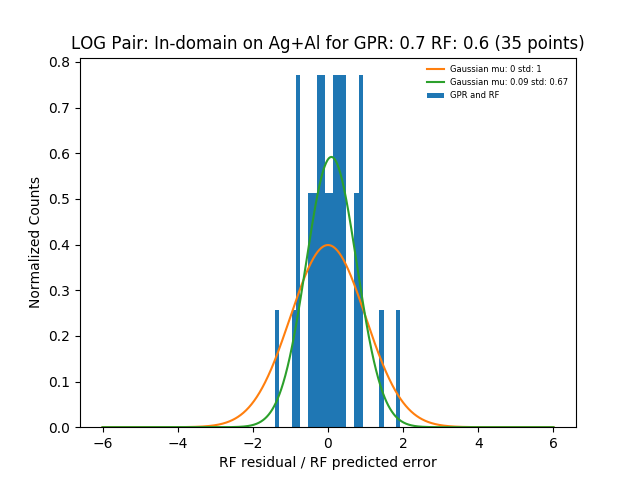 LOG Pair: In-domain on Ag+Al for GPR: 0.7 RF: 0.6 (35 points)
Gaussian mu: 0 std: 1
Gaussian mu: 0.09 std: 0.67
GPR and RF
Normalized Counts
0.8
0.7
0.6
0.5
0.4
0.3
0.2
0.1
0.0
−6 −4 −2 0 2 4 6
RF residual / RF predicted error